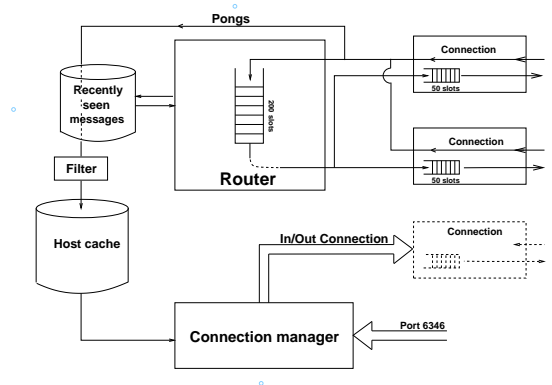 Pongs
Connection
50 slots
Recently
seen
messages
200 slots
Router
Connection
50 slots
Filter
Host cache
In/Out Connection
Connection
Connection manager
Port 6346